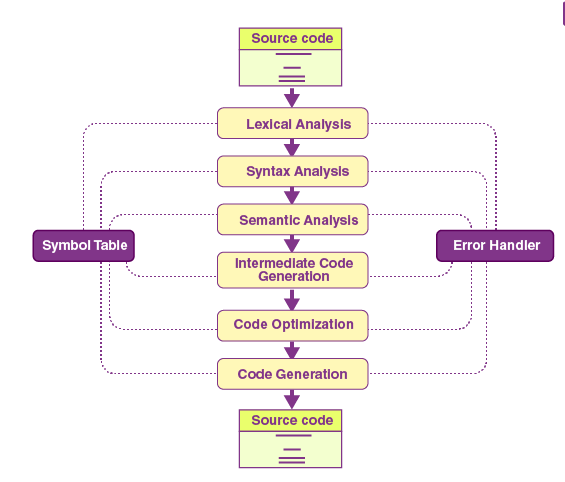 Source code
Lexical Analysis
Syntax Analysis
Semantic Analysis
Symbol Table
Error Handler
Intermediate Code
Generation
Code Optimization
Code Generation
Source code